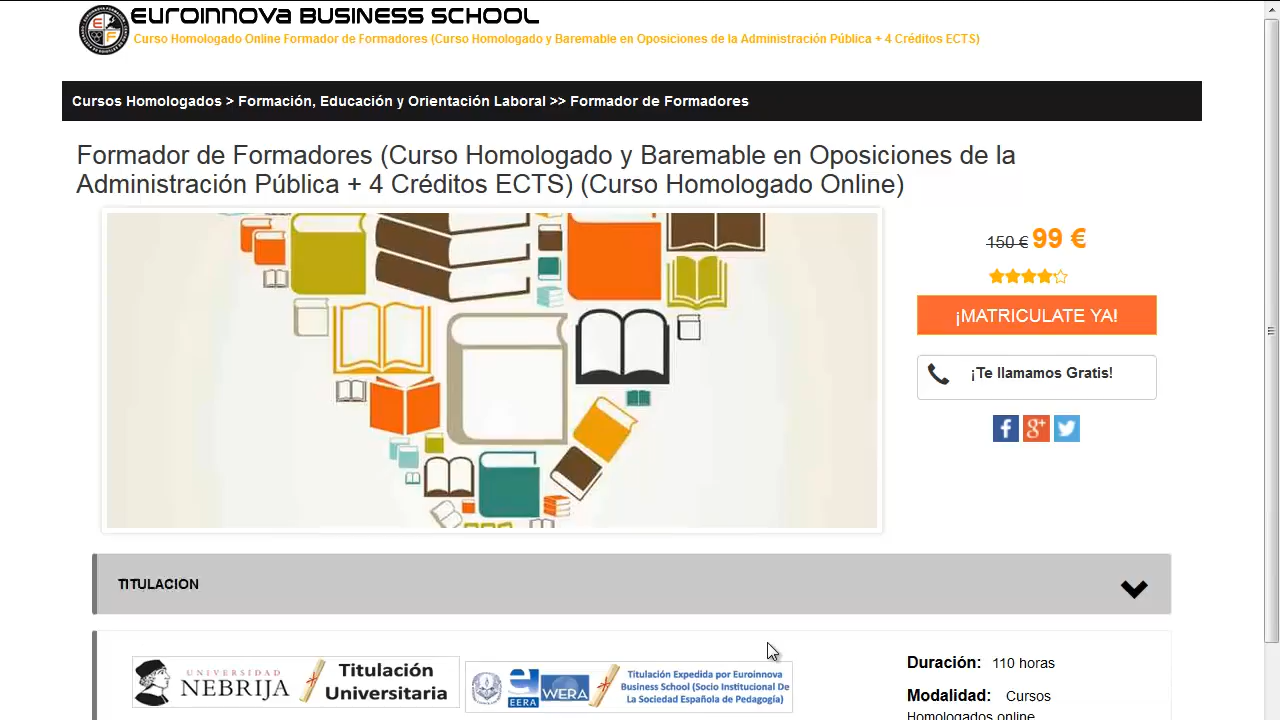 EUROINNOVA BUSINESS SCHOOL
Curso Homologado Online Formador de Formadores (Curso Homologado y Baremable en Oposiciones de la Administración Pública + 4 Créditos ECTS)
Cursos Homologados > Formación, Educación y Orientación Laboral >> Formador de Formadores
Formador de Formadores (Curso Homologado y Baremable en Oposiciones de la
Administración Pública + 4 Créditos ECTS) (Curso Homologado Online)
150 € 99 €
¡MATRICULATE YA!
¡Te llamamos Gratis!
TITULACION
UNIVERSIDAD
NEBRIJA
Titulación
Universitaria
EERA
WERA
Titulación Expedida por Euroinnova
Business School (Socio Institucional De
La Sociedad Española de Pedagogía)
Duración: 110 horas
Modalidad: Cursos
Homologados online